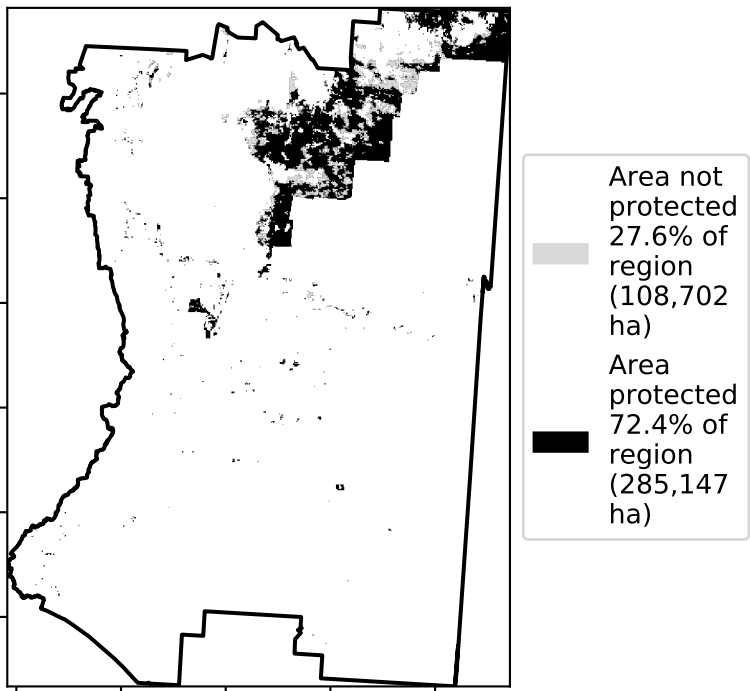 Area not
protected
27.6% of
region
(108,702
ha)
Area
protected
72.4% of
region
(285,147
ha)